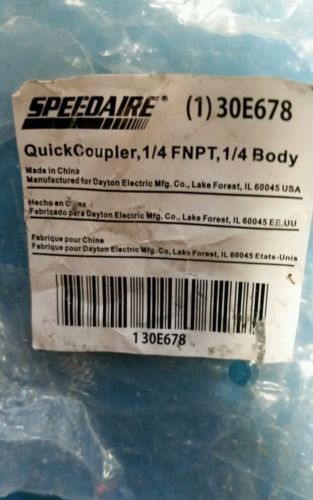 SPEEDAIRE® (1) 30E678
QuickCoupler,1/4 FNPT,1/4 Body
Made in China
Manufactured for Dayton Electric Mfg. Co., Lake Forest, IL 60045 USA
Hecho en China
Fabricado para Dayton Electric Mfg. Co., Lake Forest, IL 60045 EE.UU
Fabrique pour Chine
Fabrique pour Dayton Electric Mfg, Co, Lake Forest, IL 60045 Etats-Unis
1 30E678